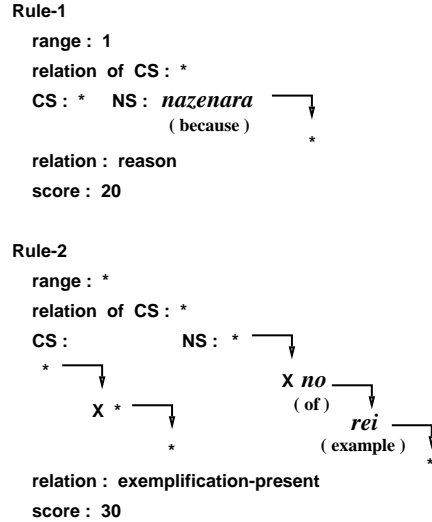 Rule-1
range : 1
relation of CS : *
CS : * NS : nazenara
( because )
*
relation : reason
score : 20
Rule-2
range : *
relation of CS : *
CS : NS : *
*
X no
X * ( of )
rei
* ( example )
*
relation : exemplification-present
score : 30